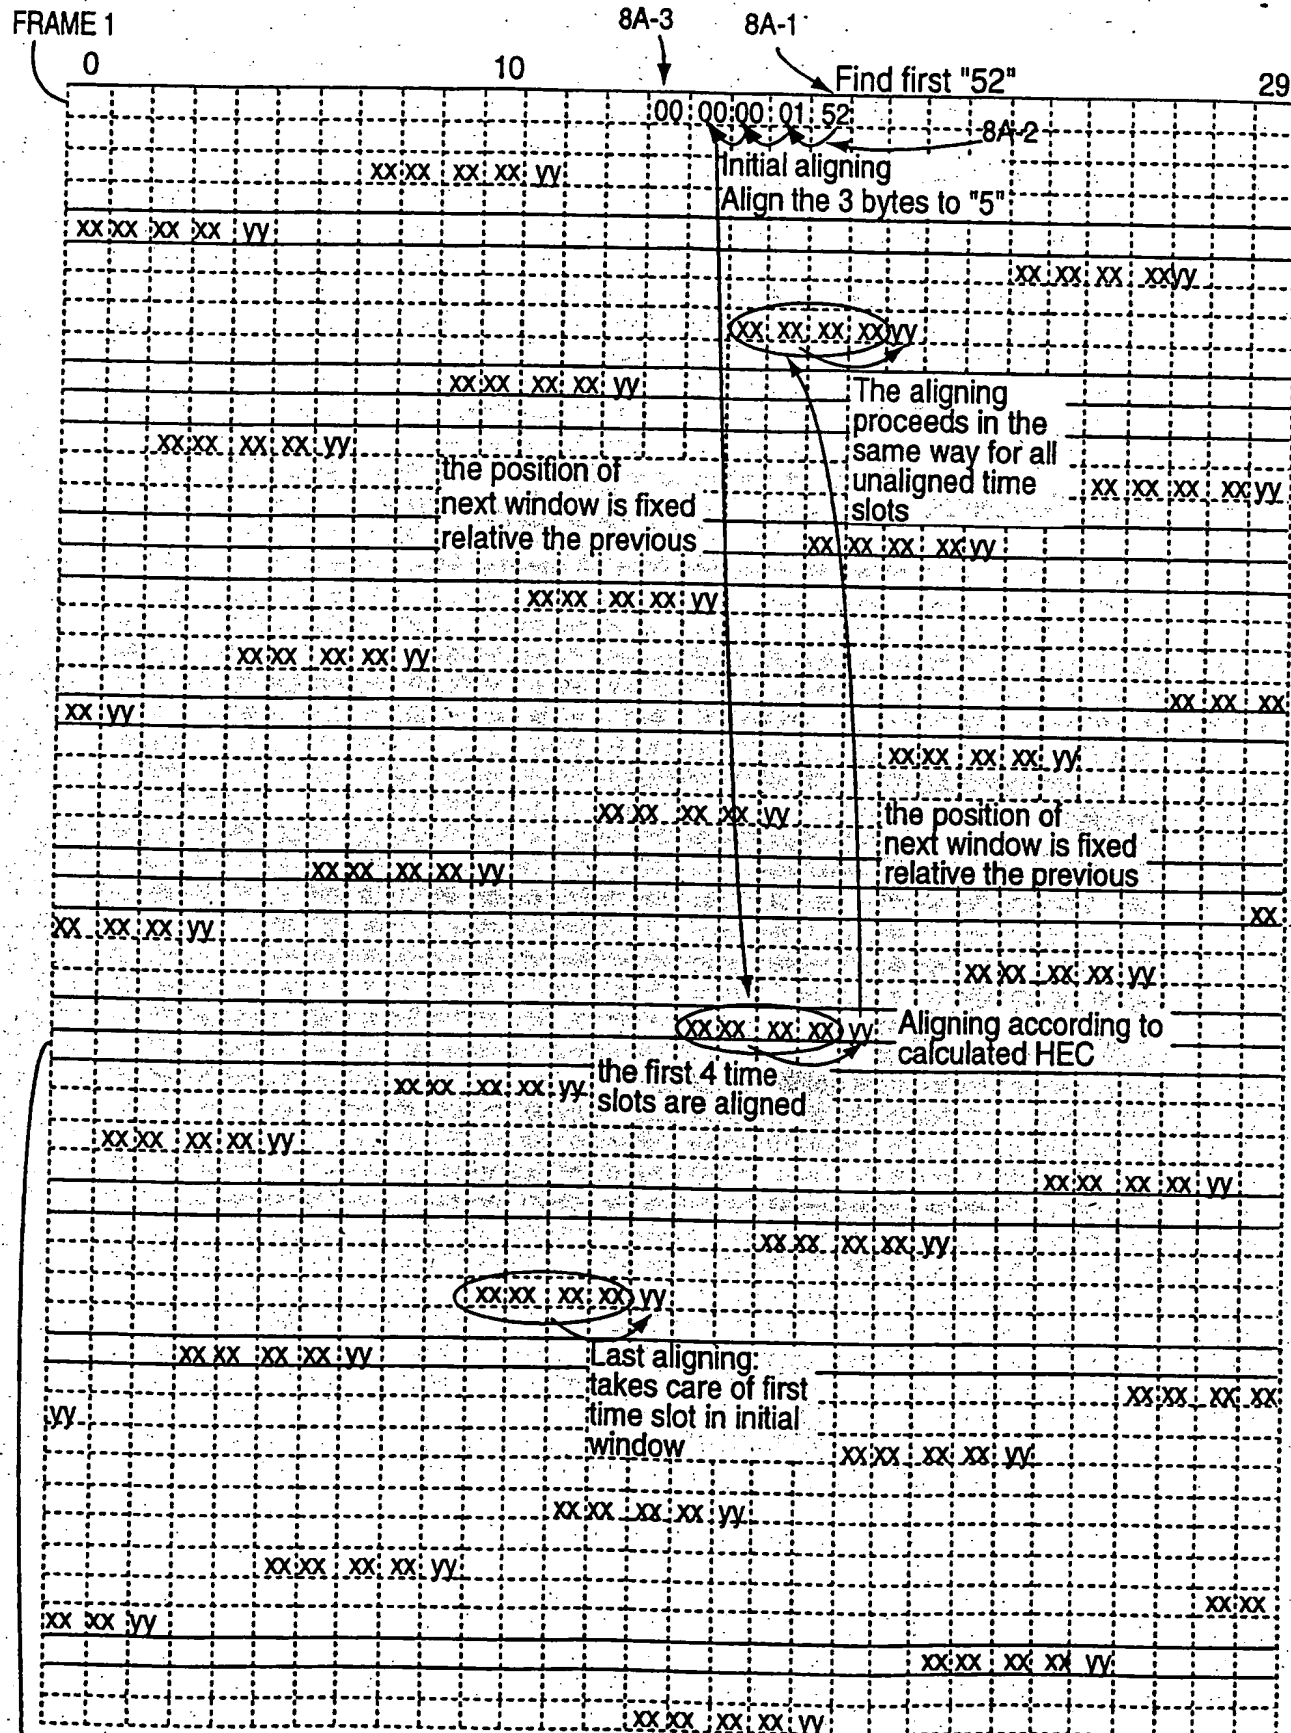 FRAME 1 8A-3 8A-1
0 10 Find first "52" 29
00 00 00 01 52
8A-2
Initial aligning
xx xx xx xx yy
Align the 3 bytes to "5"
xx xx xx xx yy
xx xx xx xx yy
xx xx xx xx yy
xx xx xx xx yy
The aligning
proceeds in the
same way for all
unaligned time
slots
xx xx xx xx yy
the position of
next window is fixed
relative the previous
xx xx xx xx yy
xx xx xx xx yy
xx xx xx xx yy
xx xx xx xx yy
xx xx xx
xx yy
xx xx xx xx yy
xx xx xx xx yy
the position of
next window is fixed
relative the previous
xx xx xx xx yy
xx
xx xx xx yy
xx xx xx xx yy
xx xx xx xx yy
Aligning according to
calculated HEC
the first 4 time
slots are aligned
xx xx xx xx yy
xx xx xx xx yy
xx xx xx xx yy
xx xx xx xx yy
xx xx xx xx yy
xx xx xx xx yy
Last aligning:
takes care of first
time slot in initial
window
xx xx xx xx
yy
xx xx xx xx yy
xx xx xx xx yy
xx xx xx xx yy
xx xx
xx xx yy
xx xx xx xx yy
xx xx xx xx yy